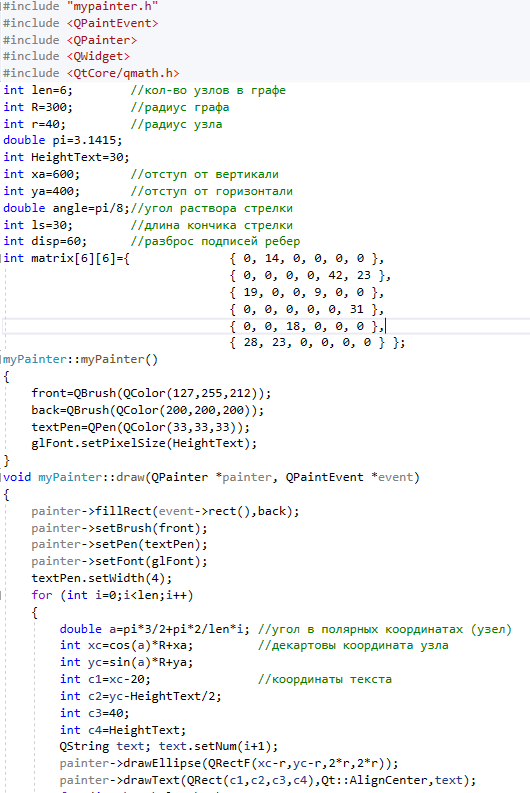 #include "mypainter.h"
#include <QPaintEvent>
#include <QPainter>
#include <QWidget>
#include <QtCore/qmath.h>
int len=6;        //кол-во узлов в графе
int R=300;        //радиус графа
int r=40;         //радиус узла
double pi=3.1415;
int HeightText=30;
int xa=600;       //отступ от вертикали
int ya=400;       //отступ от горизонтали
double angle=pi/8;//угол раствора стрелки
int ls=30;        //длина кончика стрелки
int disp=60;      //разброс подписей ребер
int matrix[6][6]={              { 0, 14, 0, 0, 0, 0 },
                                { 0, 0, 0, 0, 42, 23 },
                                { 19, 0, 0, 9, 0, 0 },
                                { 0, 0, 0, 0, 0, 31 },
                                { 0, 0, 18, 0, 0, 0 },
                                { 28, 23, 0, 0, 0, 0 } };
myPainter::myPainter()
{
    front=QBrush(QColor(127,255,212));
    back=QBrush(QColor(200,200,200));
    textPen=QPen(QColor(33,33,33));
    glFont.setPixelSize(HeightText);
}
void myPainter::draw(QPainter *painter, QPaintEvent *event)
{
    painter->fillRect(event->rect(),back);
    painter->setBrush(front);
    painter->setPen(textPen);
    painter->setFont(glFont);
    textPen.setWidth(4);
    for (int i=0;i<len;i++)
    {
        double a=pi*3/2+pi*2/len*i; //угол в полярных координатах (узел)
        int xc=cos(a)*R+xa;         //декартовы координата узла
        int yc=sin(a)*R+ya;
        int c1=xc-20;               //координаты текста
        int c2=yc-HeightText/2;
        int c3=40;
        int c4=HeightText;
        QString text; text.setNum(i+1);
        painter->drawEllipse(QRectF(xc-r,yc-r,2*r,2*r));
        painter->drawText(QRect(c1,c2,c3,c4),Qt::AlignCenter,text);